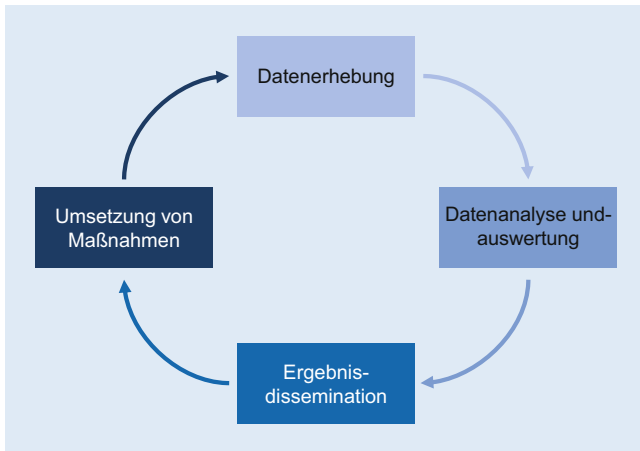 Datenerhebung
Umsetzung von
Maßnahmen
Datenanalyse und-
auswertung
Ergebnis-
dissemination